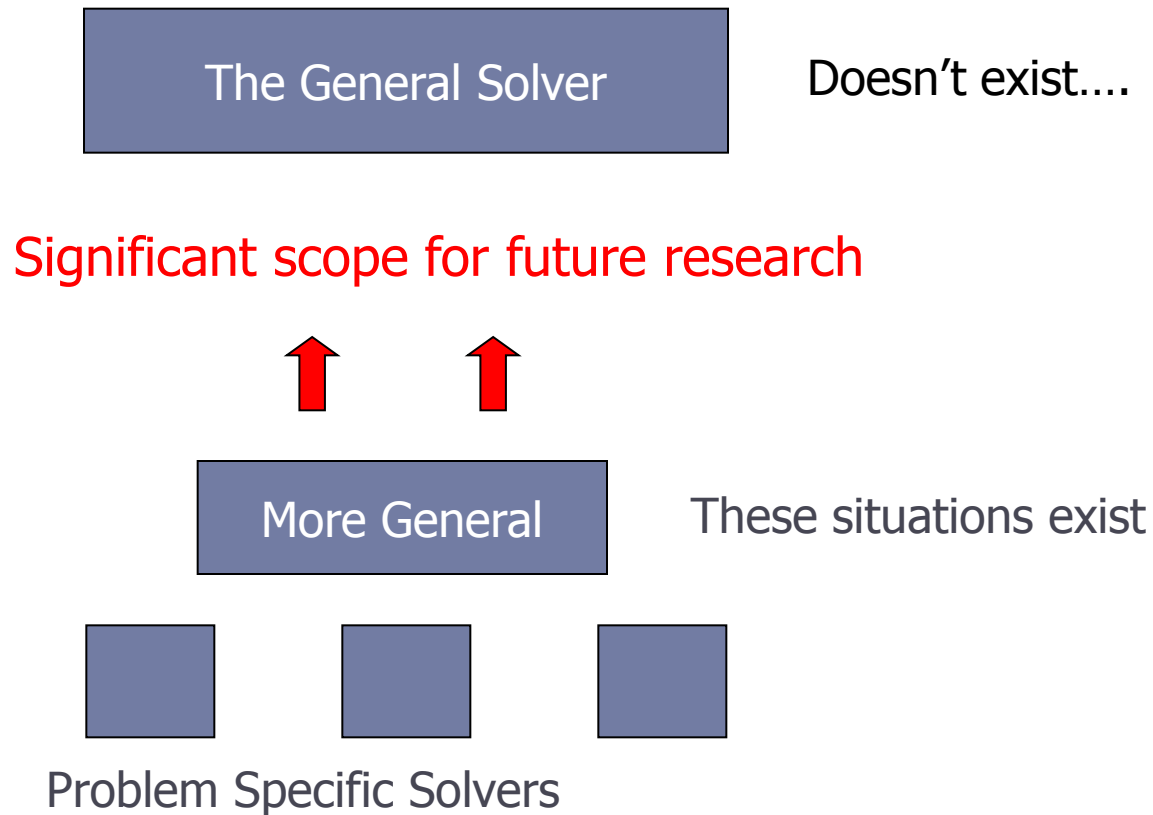 The General Solver
Doesn’t exist….
Significant scope for future research
More General
These situations exist
Problem Specific Solvers